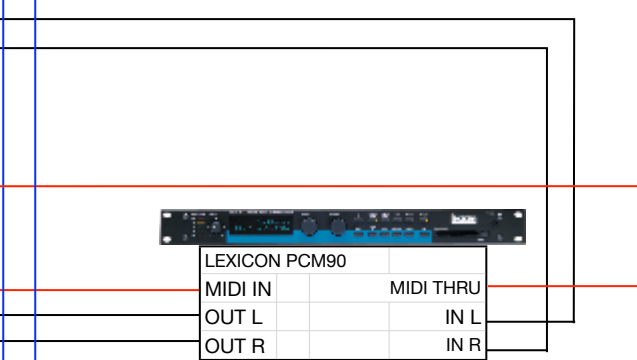 LEXICON PCM90
MIDI IN MIDI THRU
OUT L IN L
OUT R IN R